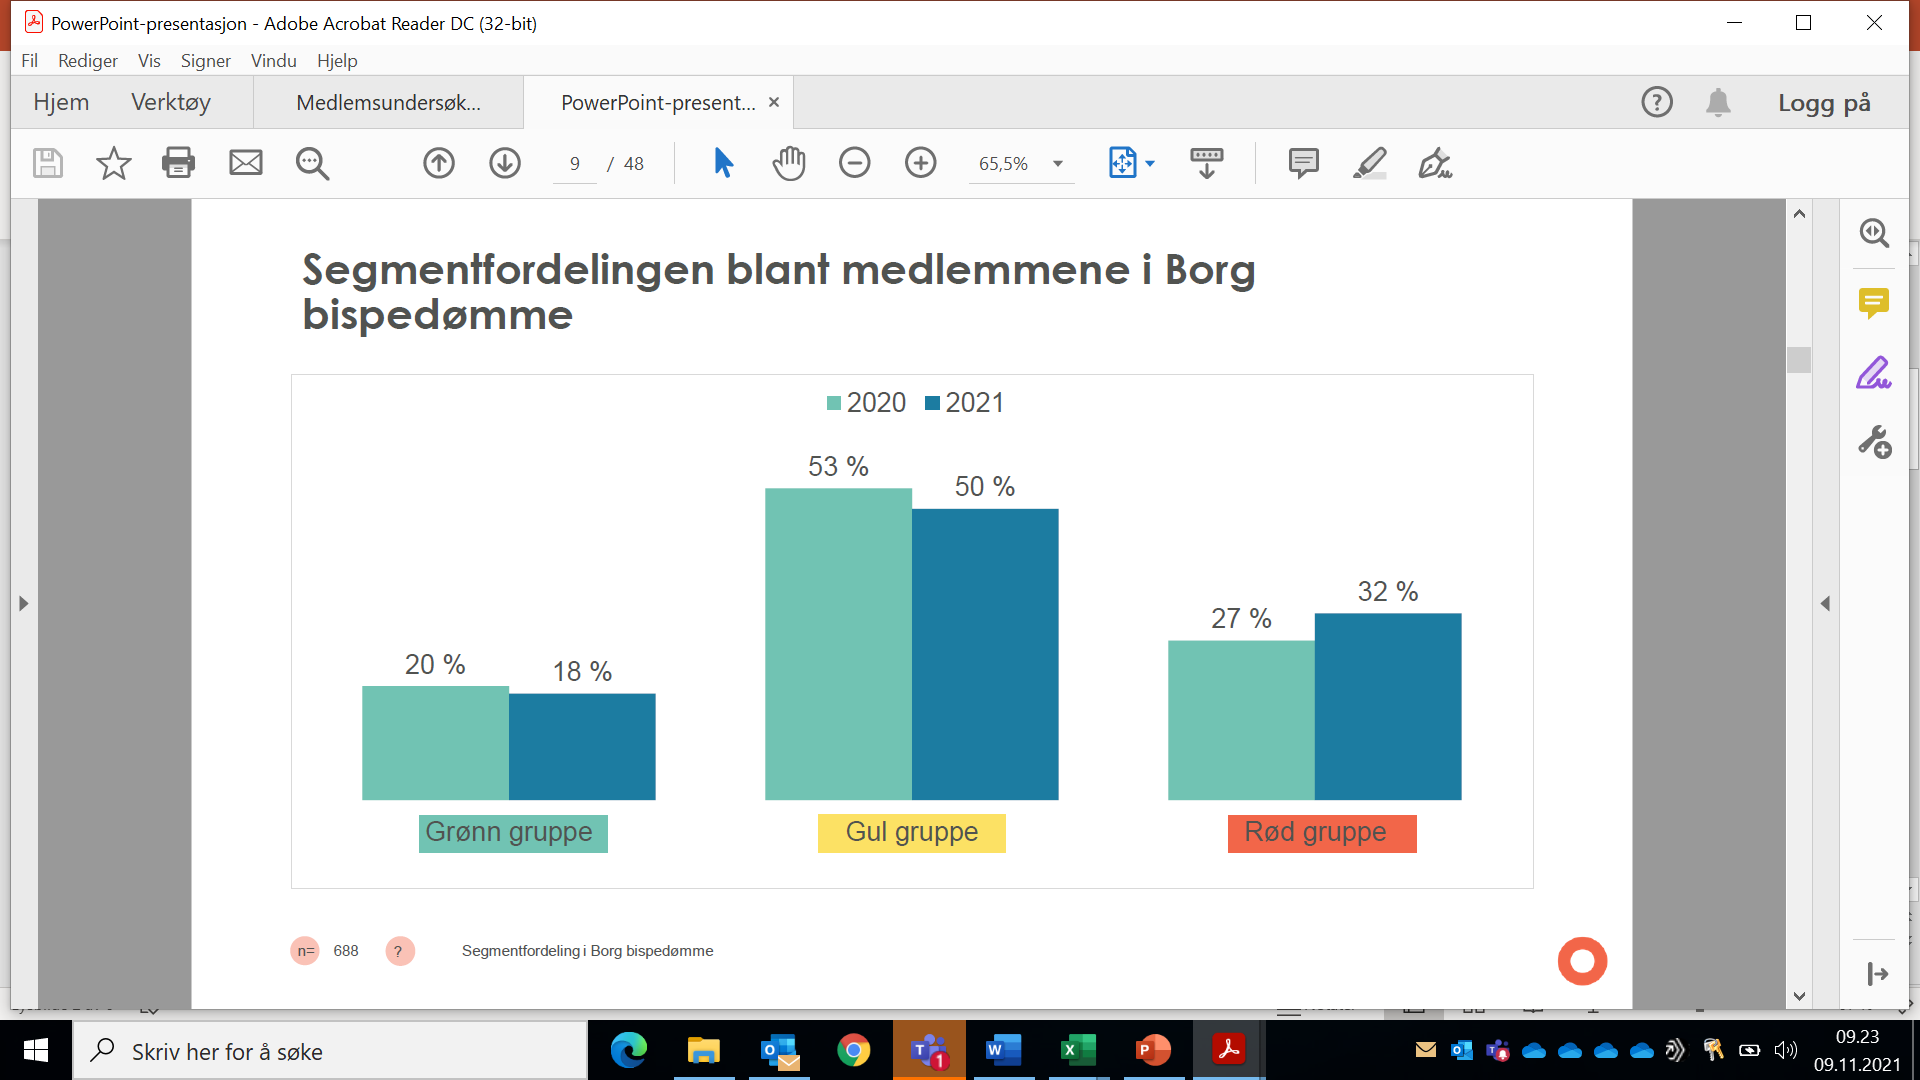 PowerPoint-presentasjon - Adobe Acrobat Reader DC (32-bit)
Fil Rediger Vis Signer Vindu Hjelp
Hjem Verktøy Medlemsundersøk... PowerPoint-present... Logg på
9 / 48 65,5%
Segmentfordelingen blant medlemmene i Borg
bispedømme
2020 2021
53 %
50 %
32 %
27 %
20 %
18 %
Grønn gruppe Gul gruppe Rød gruppe
n= 688 ? Segmentfordeling i Borg bispedømme
Skriv her for å søke
09.23
09.11.2021